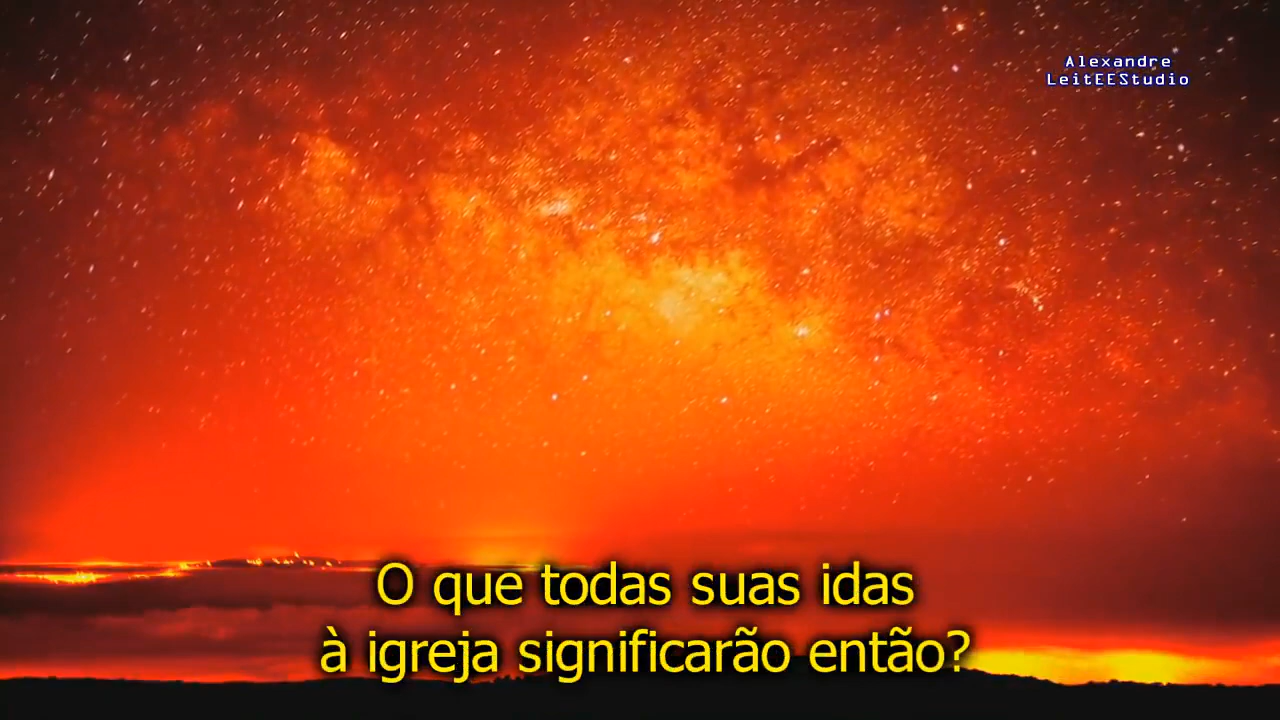 Alexandre
LeitEEStudio
O que todas suas idas
à igreja significarão então?